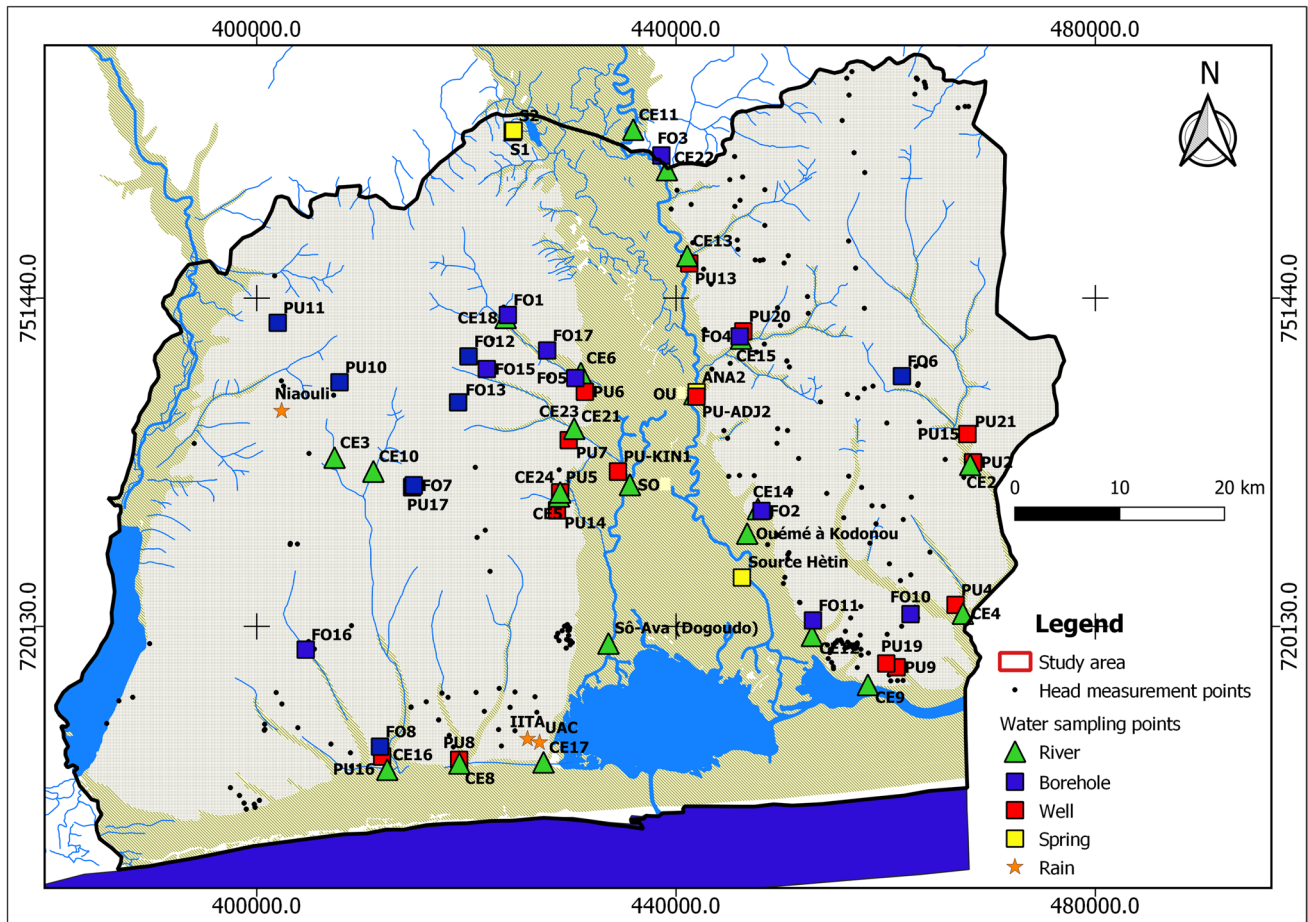 400000.0
440000.0
480000.0
N
S2
S1
CE11
FO3
CE22
CE13
PU13
751440.0
751440.0
PU11
FO1
CE18
FO17
PU20
FO4
CE15
FO12
CE6
PU10
FO15
FO5
FO6
Niaouli
FO13
PU6
ANA2
OU
PU-ADJ2
CE23
CE21
PU21
PU15
PU7
CE3
CE10
PU-KIN1
PU2
CE2
FO7
PU17
CE24
PU5
SO
0
10
20 km
CE5
PU14
CE14
FO2
Ouémé à Kodonou
Source Hètin
PU4
FO10
CE4
FO11
720130.0
720130.0
Sô-Ava (Dogoudo)
CE12
FO16
PU19
PU9
CE9
IITA
UAC
FO8
CE16
PU16
PU8
CE8
CE17
Legend
Study area
Head measurement points
Water sampling points
River
Borehole
Well
Spring
Rain
400000.0
440000.0
480000.0